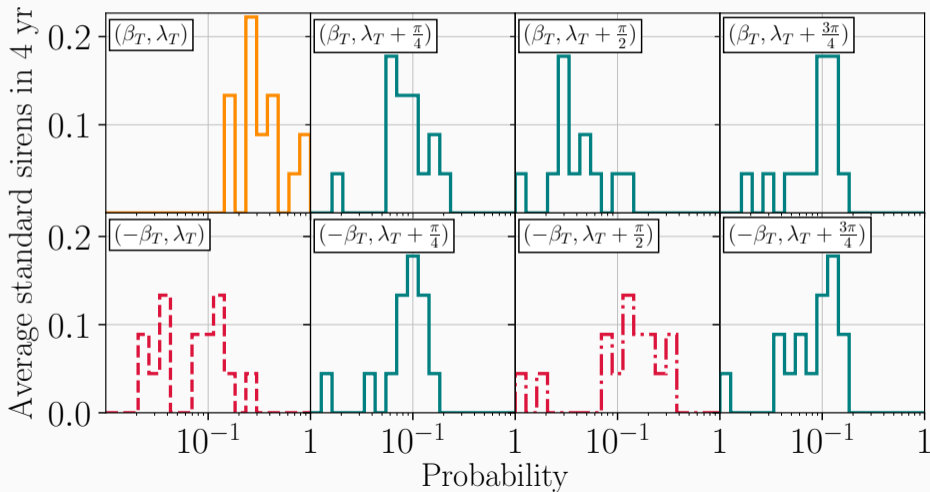 Average standard sirens in 4 yr
0.2
0.1
(β_T, λ_T)
(β_T, λ_T + π/4)
(β_T, λ_T + π/2)
(β_T, λ_T + 3π/4)
0.2
0.1
0.0
(−β_T, λ_T)
(−β_T, λ_T + π/4)
(−β_T, λ_T + π/2)
(−β_T, λ_T + 3π/4)
10⁻¹ 1 10⁻¹ 1 10⁻¹ 1 10⁻¹ 1
Probability